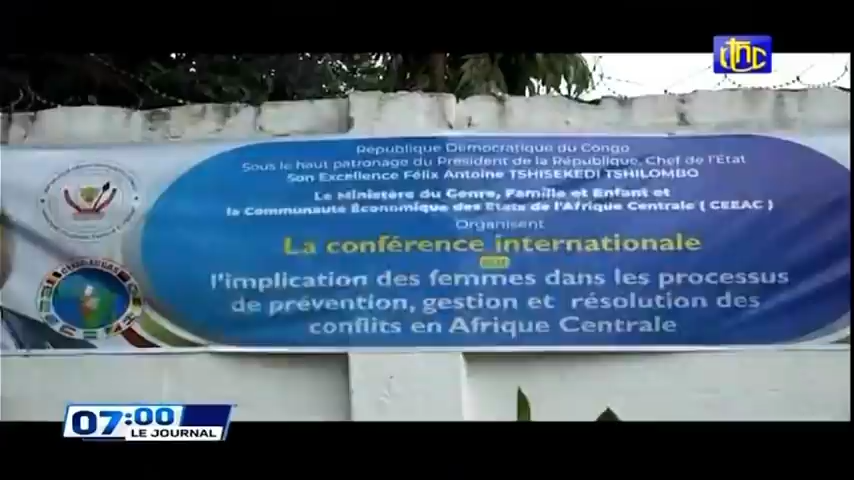 rtnc
République Démocratique du Congo
Sous le haut patronage du Président de la République, Chef de l'État
Son Excellence Félix Antoine TSHISEKEDI TSHILOMBO
Le Ministère du Genre, Famille et Enfant et
la Communauté Économique des Etats de l'Afrique Centrale ( CEEAC )
Organisent
La conférence internationale
sur
l'implication des femmes dans les processus
de prévention, gestion et résolution des
conflits en Afrique Centrale
07:00
LE JOURNAL